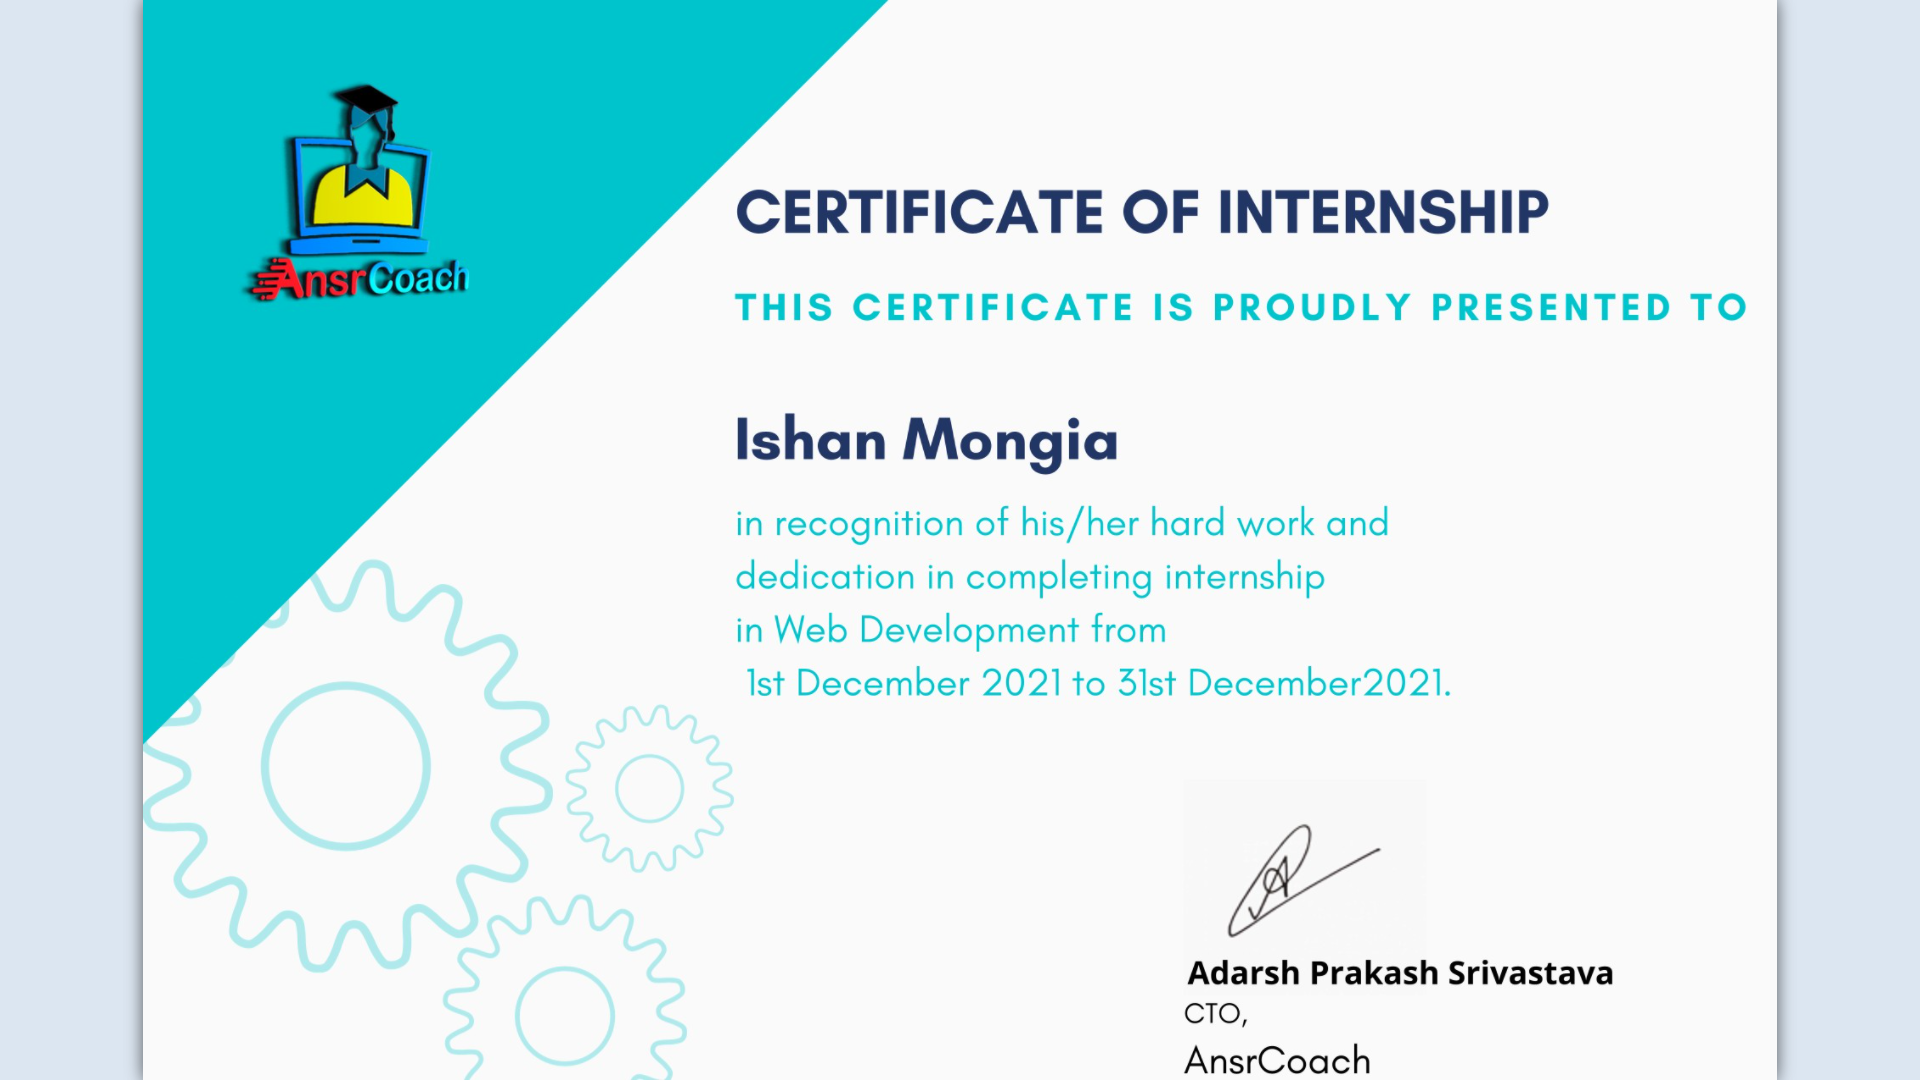 AnsrCoach
CERTIFICATE OF INTERNSHIP
THIS CERTIFICATE IS PROUDLY PRESENTED TO
Ishan Mongia
in recognition of his/her hard work and
dedication in completing internship
in Web Development from
1st December 2021 to 31st December2021.
Adarsh Prakash Srivastava
CTO,
AnsrCoach